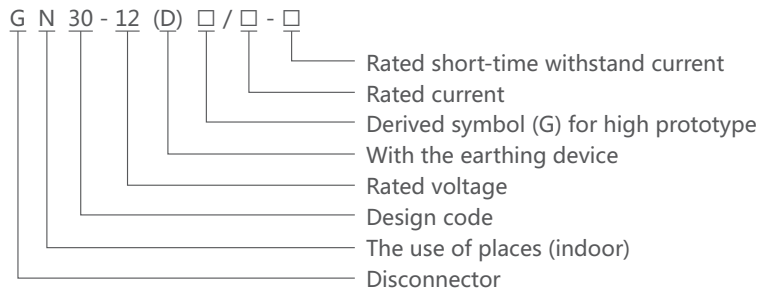 G N 30 - 12 (D) □ / □ - □
Rated short-time withstand current
Rated current
Derived symbol (G) for high prototype
With the earthing device
Rated voltage
Design code
The use of places (indoor)
Disconnector